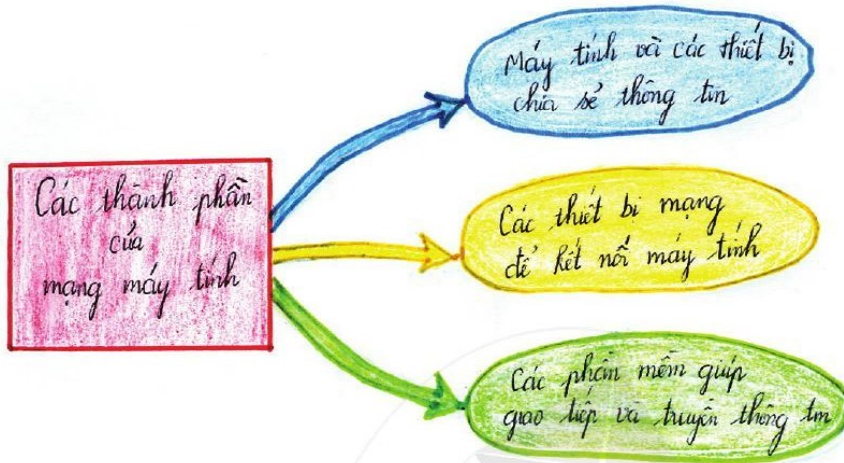 Các thành phần
của
mạng máy tính
Máy tính và các thiết bị
chia sẻ thông tin
Các thiết bị mạng
để kết nối máy tính
Các phần mềm giúp
giao tiếp và truyền thông tin